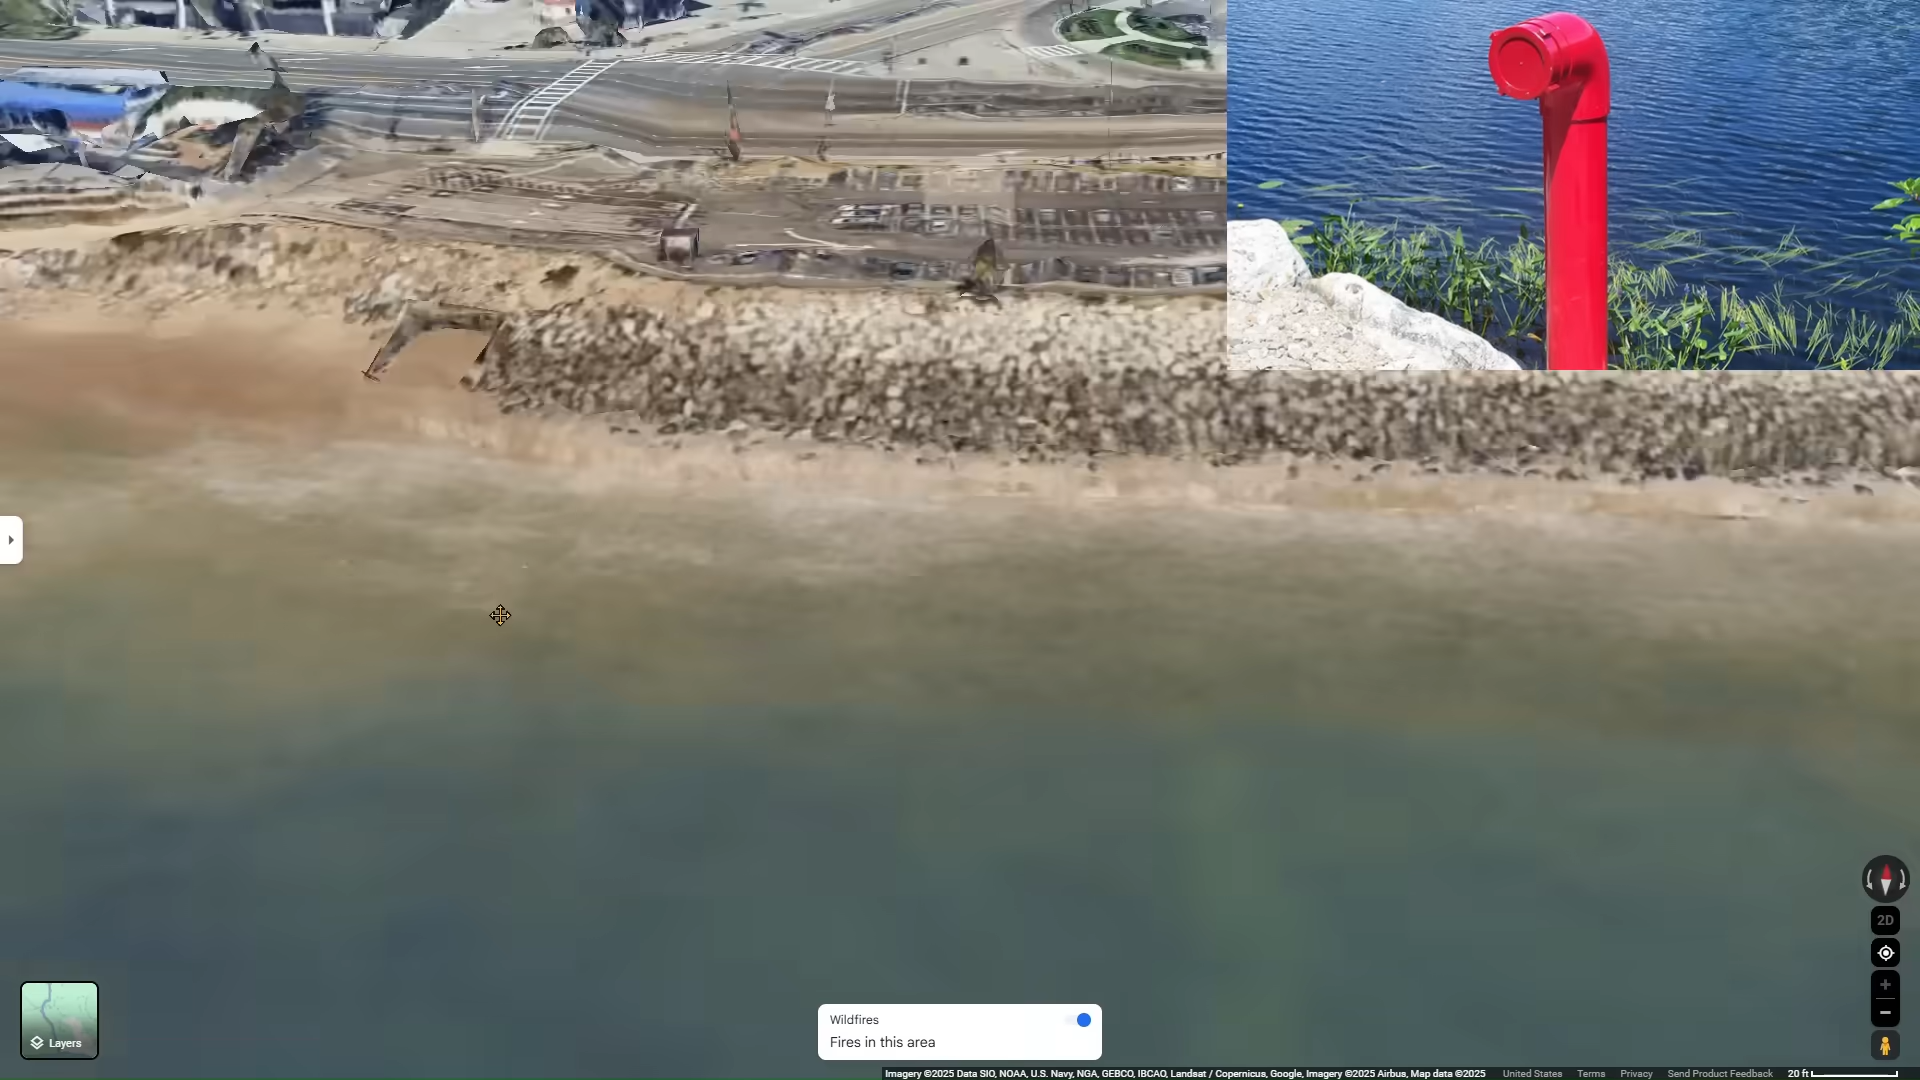 2D
Layers
Wildfires
Fires in this area
Imagery ©2025 Data SIO, NOAA, U.S. Navy, NGA, GEBCO, IBCAO, Landsat / Copernicus, Google, Imagery ©2025 Airbus, Map data ©2025 United States Terms Privacy Send Product Feedback 20 ft